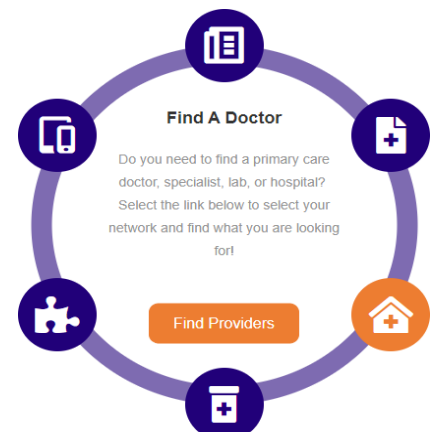 Find A Doctor
Do you need to find a primary care
doctor, specialist, lab, or hospital?
Select the link below to select your
network and find what you are looking
for!
Find Providers